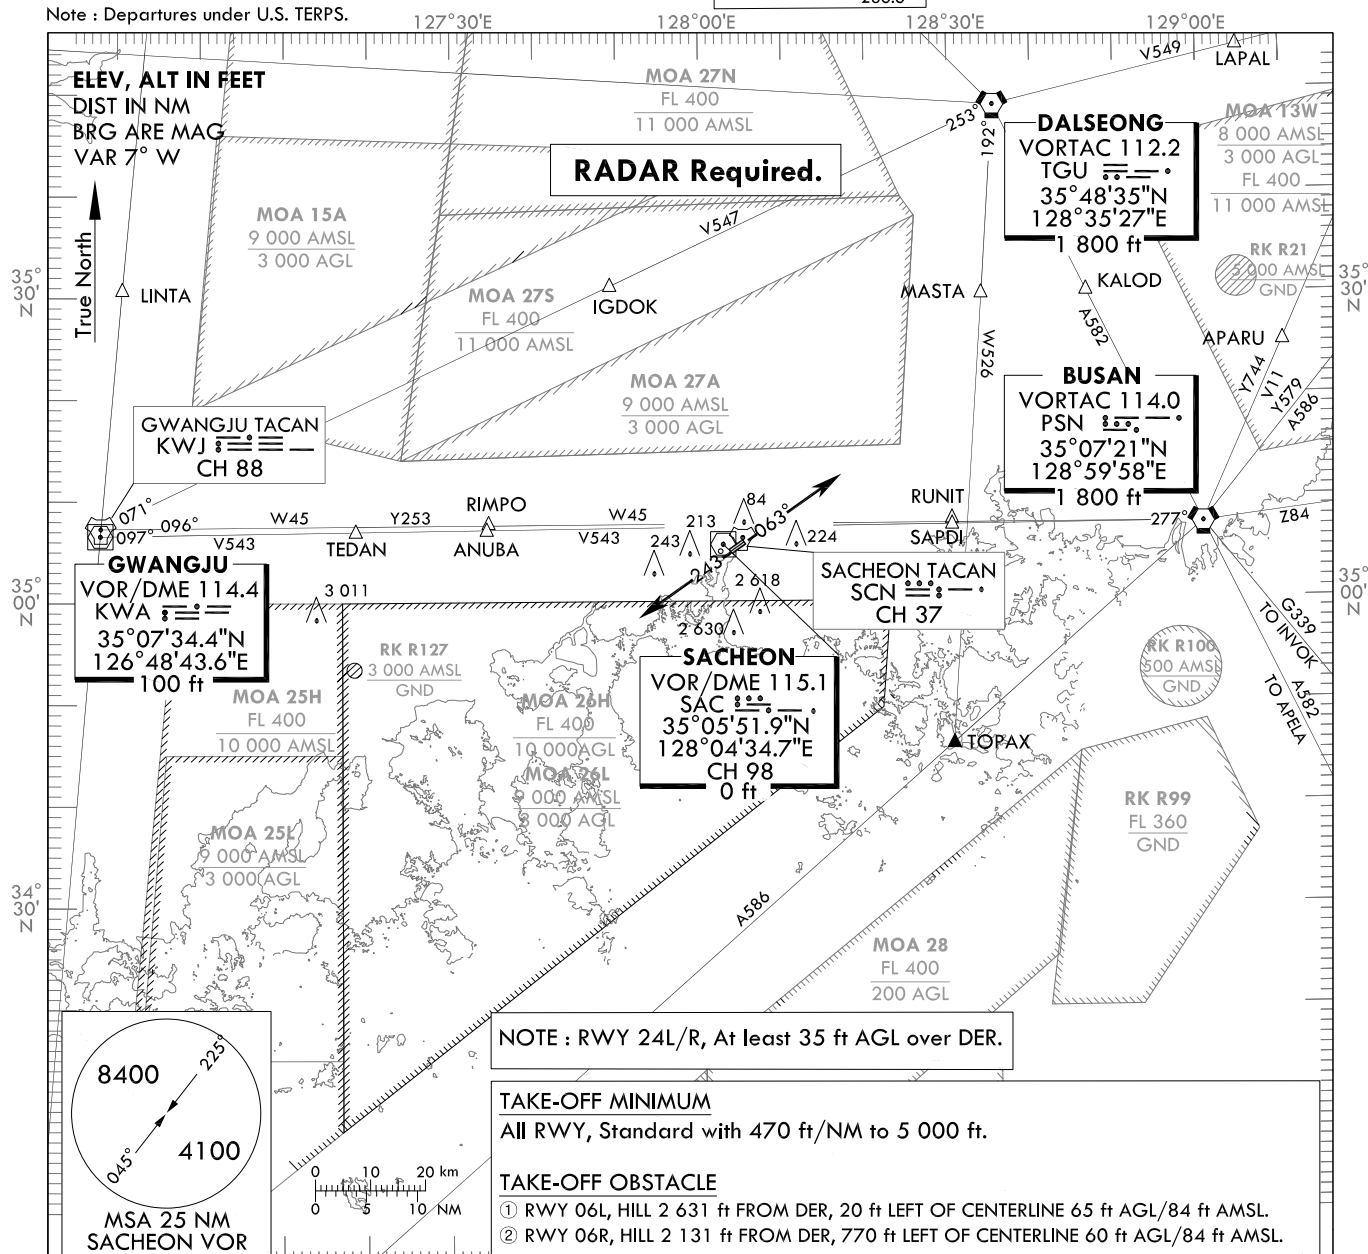 Note : Departures under U.S. TERPS.
127°30'E
128°00'E
128°30'E
129°00'E
ELEV, ALT IN FEET
DIST IN NM
BRG ARE MAG
VAR 7° W
True North
MOA 27N
FL 400
11 000 AMSL
V549
LAPAL
253°
192°
DALSEONG
VORTAC 112.2
TGU
35°48'35"N
128°35'27"E
1 800 ft
MOA 13W
8 000 AMSL
3 000 AGL
FL 400
11 000 AMSL
RADAR Required.
MOA 15A
9 000 AMSL
3 000 AGL
V547
RK R21
5 000 AMSL
GND
35°
30'
N
LINTA
MOA 27S
FL 400
11 000 AMSL
IGDOK
MASTA
KALOD
35°
30'
N
W526
A582
APARU
Y744
V11
Y579
A586
MOA 27A
9 000 AMSL
3 000 AGL
BUSAN
VORTAC 114.0
PSN
35°07'21"N
128°59'58"E
1 800 ft
GWANGJU TACAN
KWJ
CH 88
071°
097°
096°
W45
Y253
RIMPO
W45
V543
TEDAN
ANUBA
V543
213
243
84
063°
243°
224
RUNIT
SAPDI
277°
Z84
GWANGJU
VOR/DME 114.4
KWA
35°07'34.4"N
126°48'43.6"E
100 ft
3 011
2 618
2 630
SACHEON TACAN
SCN
CH 37
35°
00'
N
35°
00'
N
G339
TO INVOK
A582
TO APELA
RK R127
3 000 AMSL
GND
RK R100
500 AMSL
GND
SACHEON
VOR/DME 115.1
SAC
35°05'51.9"N
128°04'34.7"E
CH 98
0 ft
MOA 25H
FL 400
10 000 AMSL
MOA 26H
FL 400
10 000AGL
MOA 26L
9 000 AMSL
3 000 AGL
TOPAX
MOA 25L
9 000 AMSL
3 000 AGL
RK R99
FL 360
GND
34°
30'
N
A586
MOA 28
FL 400
200 AGL
8400
225°
4100
045°
MSA 25 NM
SACHEON VOR
0 10 20 km
0 5 10 NM
NOTE : RWY 24L/R, At least 35 ft AGL over DER.
TAKE-OFF MINIMUM
All RWY, Standard with 470 ft/NM to 5 000 ft.
TAKE-OFF OBSTACLE
① RWY 06L, HILL 2 631 ft FROM DER, 20 ft LEFT OF CENTERLINE 65 ft AGL/84 ft AMSL.
② RWY 06R, HILL 2 131 ft FROM DER, 770 ft LEFT OF CENTERLINE 60 ft AGL/84 ft AMSL.